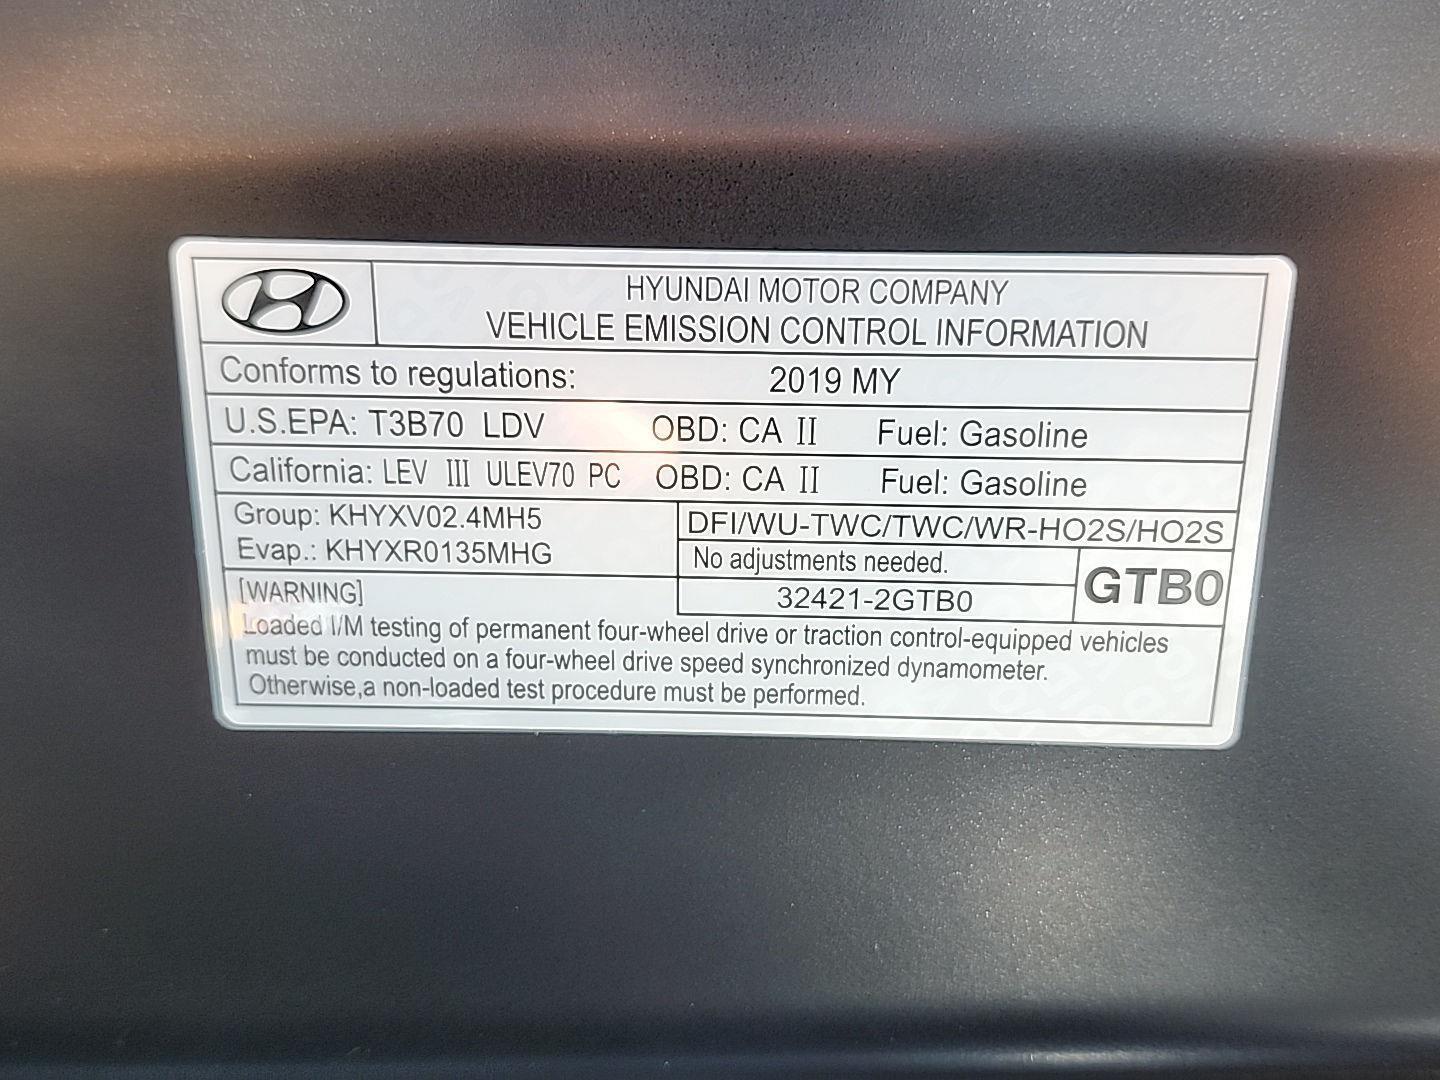 HYUNDAI MOTOR COMPANY
VEHICLE EMISSION CONTROL INFORMATION
Conforms to regulations: 2019 MY
U.S.EPA: T3B70 LDV OBD: CA II Fuel: Gasoline
California: LEV III ULEV70 PC OBD: CA II Fuel: Gasoline
Group: KHYXV02.4MH5
Evap.: KHYXR0135MHG
DFI/WU-TWC/TWC/WR-HO2S/HO2S
No adjustments needed.
32421-2GTB0
GTB0
[WARNING]
Loaded I/M testing of permanent four-wheel drive or traction control-equipped vehicles
must be conducted on a four-wheel drive speed synchronized dynamometer.
Otherwise,a non-loaded test procedure must be performed.